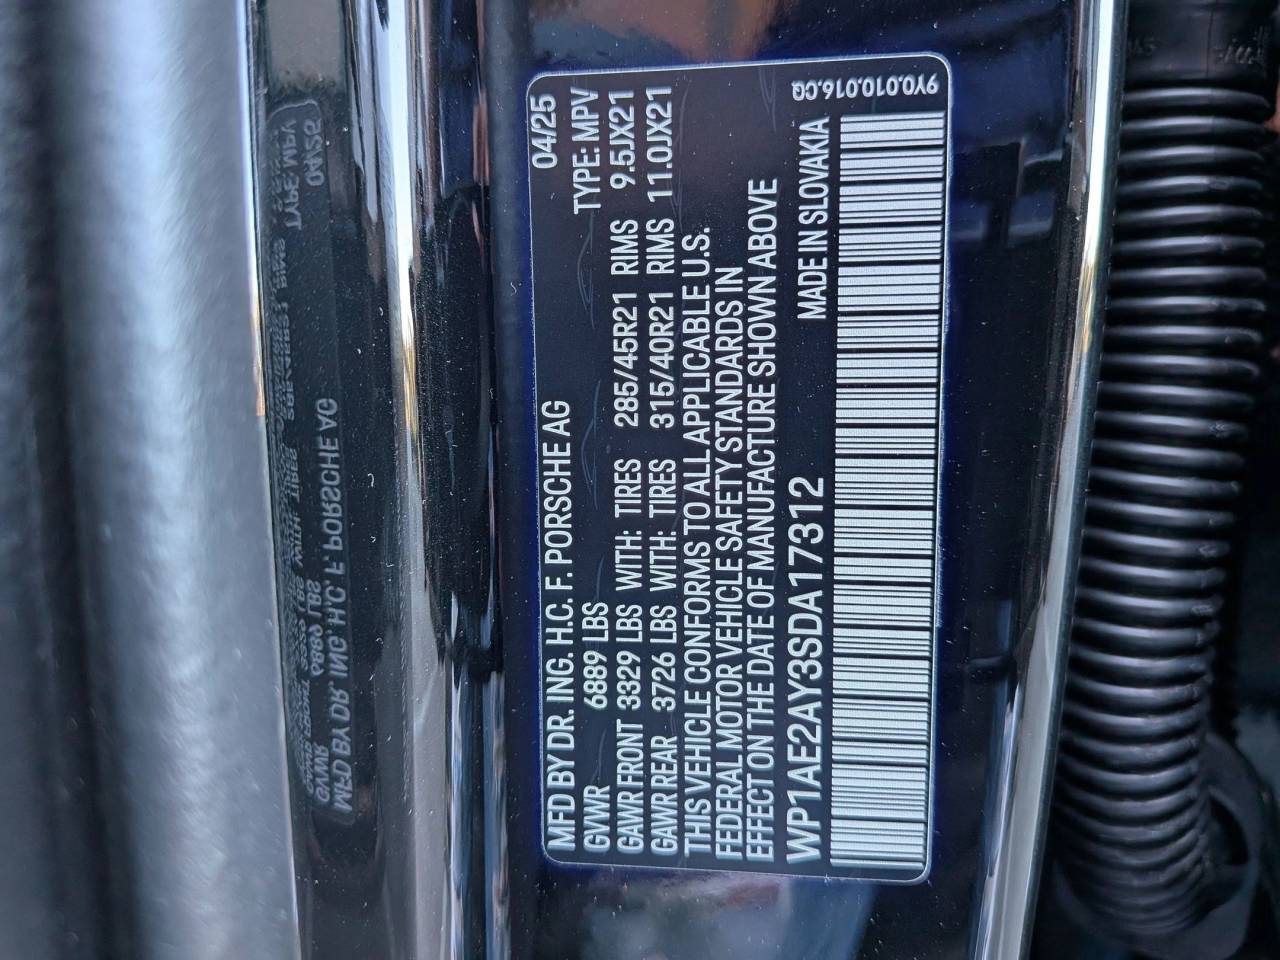 MFD BY DR. ING. H.C. F. PORSCHE AG 04/25
GVWR 6889 LBS TYPE: MPV
GAWR FRONT 3329 LBS WITH: TIRES 285/45R21 RIMS 9.5JX21
GAWR REAR 3726 LBS WITH: TIRES 315/40R21 RIMS 11.0JX21
THIS VEHICLE CONFORMS TO ALL APPLICABLE U.S.
FEDERAL MOTOR VEHICLE SAFETY STANDARDS IN
EFFECT ON THE DATE OF MANUFACTURE SHOWN ABOVE
WP1AE2AY3SDA17312 MADE IN SLOVAKIA
9Y0.010.016.CQ